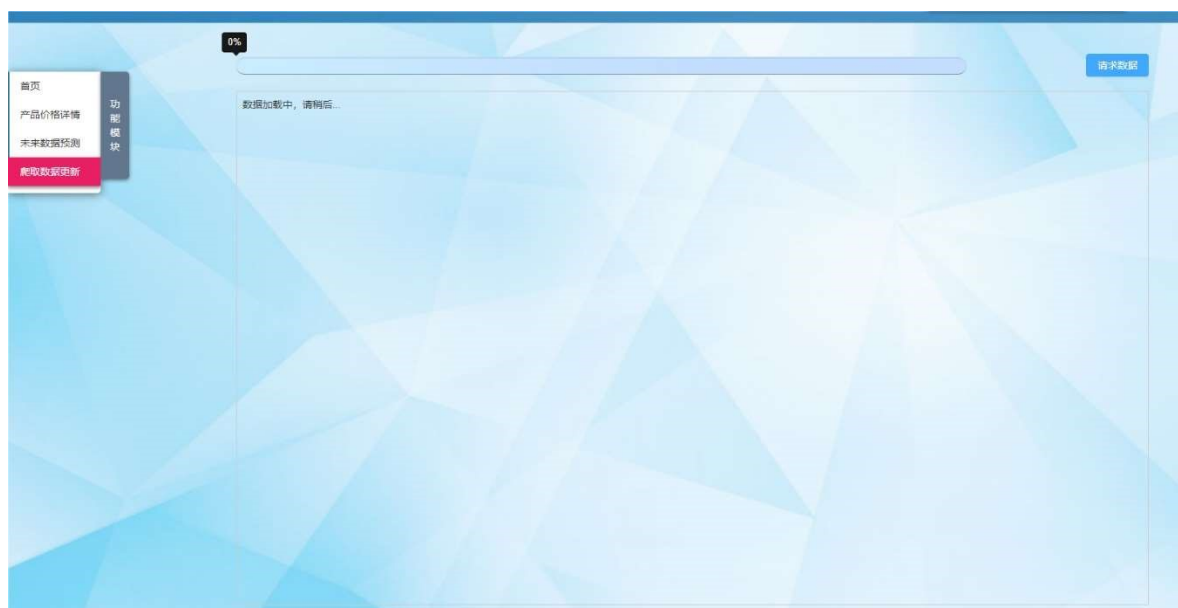 0%
请求数据
首页
产品价格详情
未来数据预测
爬取数据更新
功能模块
数据加载中，请稍后...